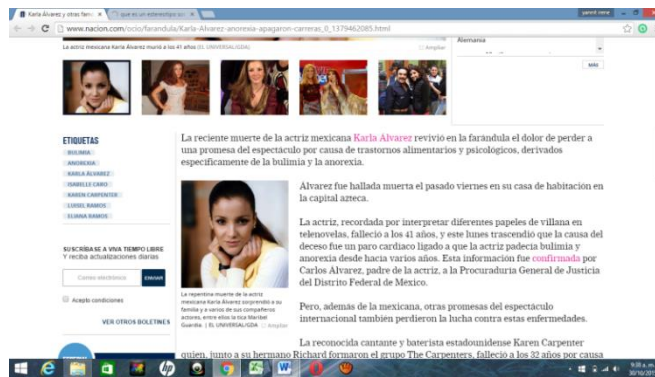 Karla Álvarez y otras fam
que es un estereotipo so
www.nacion.com/ocio/farandula/Karla-Alvarez-anorexia-apagaron-carreras_0_1379462085.html
La actriz mexicana Karla Álvarez murió a los 41 años (EL UNIVERSAL/GDA)
Ampliar
Alemania
ETIQUETAS
BULIMIA
ANOREXIA
KARLA ÁLVAREZ
ISABELLE CARO
KAREN CARPENTER
LUISEL RAMOS
ELIANA RAMOS
SUSCRÍBASE A VIVA TIEMPO LIBRE
Y reciba actualizaciones diarias
Correo electrónico
ENVIAR
Acepto condiciones
VER OTROS BOLETINES
La reciente muerte de la actriz mexicana Karla Alvarez revivió en la farándula el dolor de perder a
una promesa del espectáculo por causa de trastornos alimentarios y psicológicos, derivados
específicamente de la bulimia y la anorexia.
La repentina muerte de la actriz
mexicana Karla Álvarez sorprendió a su
familia y a varios de sus compañeros
actores, entre ellos la tica Maribel
Guardia. | EL UNIVERSAL/GDA
Ampliar
Alvarez fue hallada muerta el pasado viernes en su casa de habitación en
la capital azteca.
La actriz, recordada por interpretar diferentes papeles de villana en
telenovelas, falleció a los 41 años, y este lunes trascendió que la causa del
deceso fue un paro cardiaco ligado a que la actriz padecía bulimia y
anorexia desde hacia varios años. Esta información fue confirmada por
Carlos Alvarez, padre de la actriz, a la Procuraduría General de Justicia
del Distrito Federal de México.
Pero, además de la mexicana, otras promesas del espectáculo
internacional también perdieron la lucha contra estas enfermedades.
La reconocida cantante y baterista estadounidense Karen Carpenter
quien, junto a su hermano Richard formaron el grupo The Carpenters, falleció a los 32 años por causa
9:38 a. m.